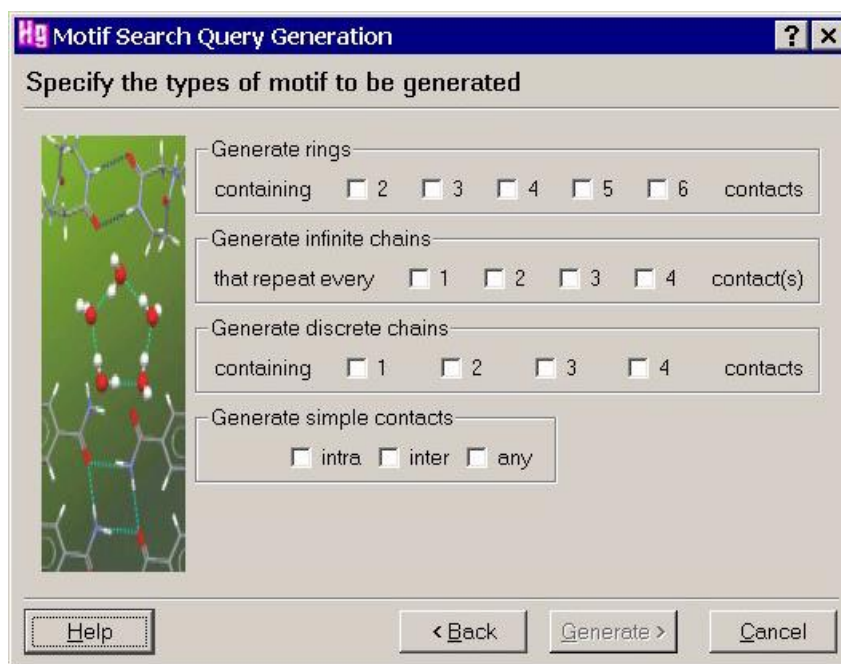 Hg Motif Search Query Generation ? ×
Specify the types of motif to be generated
Generate rings
containing 2 3 4 5 6 contacts
Generate infinite chains
that repeat every 1 2 3 4 contact(s)
Generate discrete chains
containing 1 2 3 4 contacts
Generate simple contacts
intra inter any
Help < Back Generate > Cancel